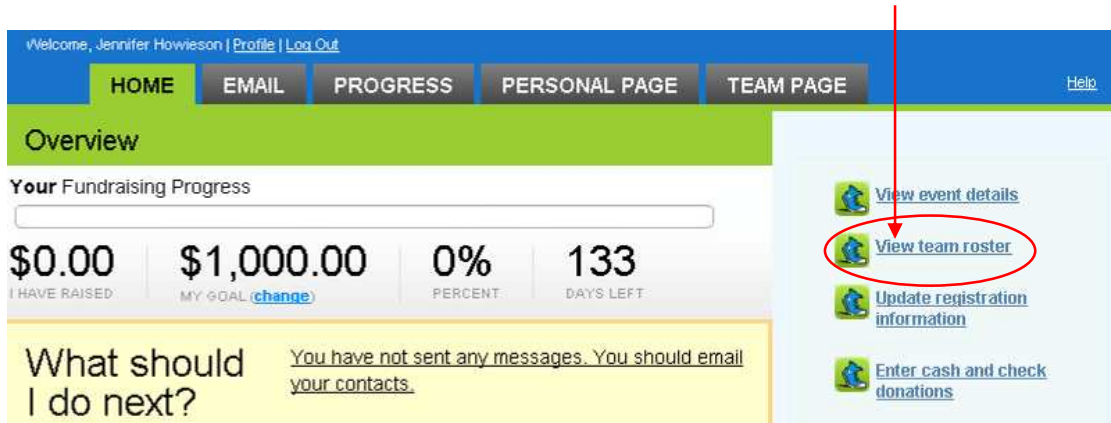 Welcome, Jennifer Howieson | Profile | Log Out
HOME EMAIL PROGRESS PERSONAL PAGE TEAM PAGE Help
Overview
Your Fundraising Progress
$0.00 $1,000.00 0% 133
I HAVE RAISED MY GOAL (change) PERCENT DAYS LEFT
What should
I do next?
You have not sent any messages. You should email
your contacts.
View event details
View team roster
Update registration
information
Enter cash and check
donations